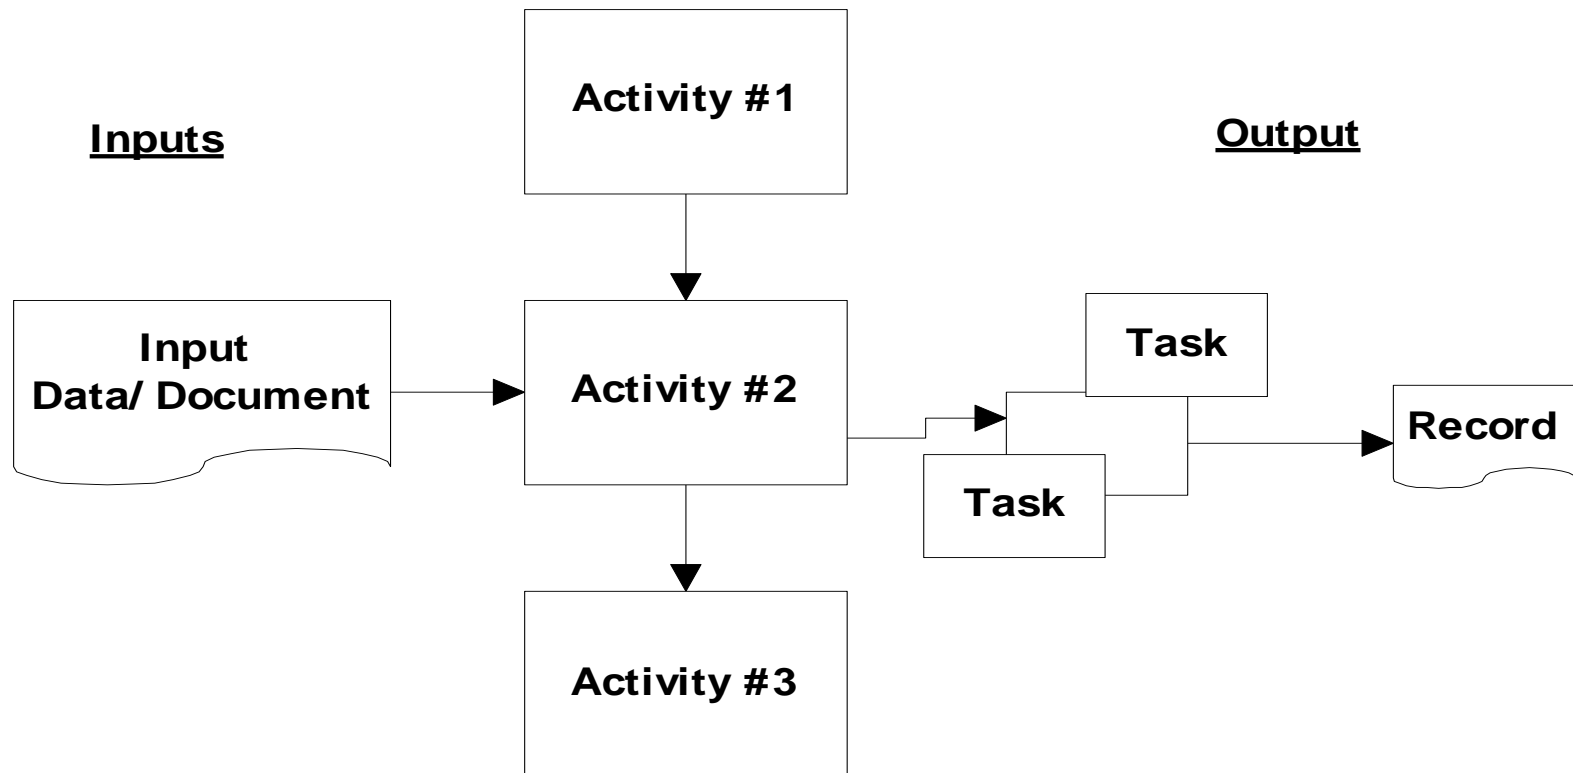 Activity #1
Inputs
Output
Input
Data/ Document
Activity #2
Task
Task
Record
Activity #3